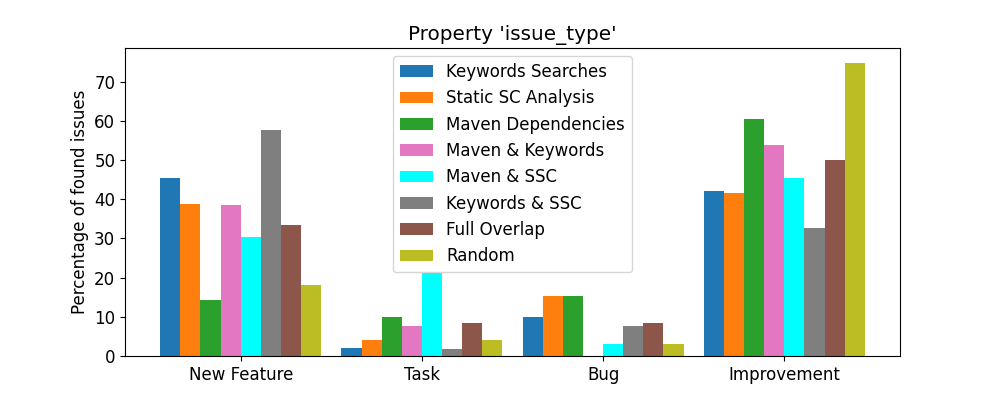 Property 'issue_type'
Percentage of found issues
70
60
50
40
30
20
10
0
Keywords Searches
Static SC Analysis
Maven Dependencies
Maven & Keywords
Maven & SSC
Keywords & SSC
Full Overlap
Random
New Feature
Task
Bug
Improvement